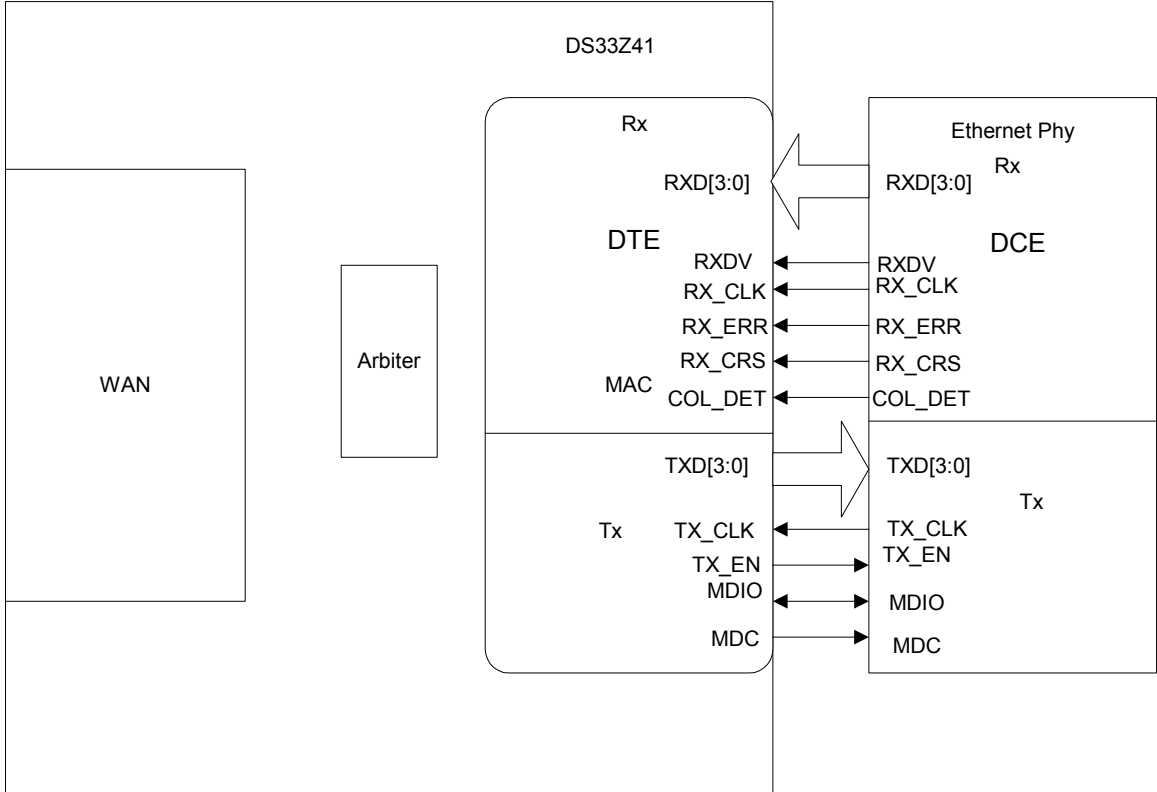 DS33Z41
Rx
Ethernet Phy
Rx
RXD[3:0]
RXD[3:0]
DTE
DCE
RXDV
RXDV
RX_CLK
RX_CLK
RX_ERR
RX_ERR
Arbiter
RX_CRS
RX_CRS
WAN
MAC
COL_DET
COL_DET
TXD[3:0]
TXD[3:0]
Tx
Tx
TX_CLK
TX_CLK
TX_EN
TX_EN
MDIO
MDIO
MDC
MDC